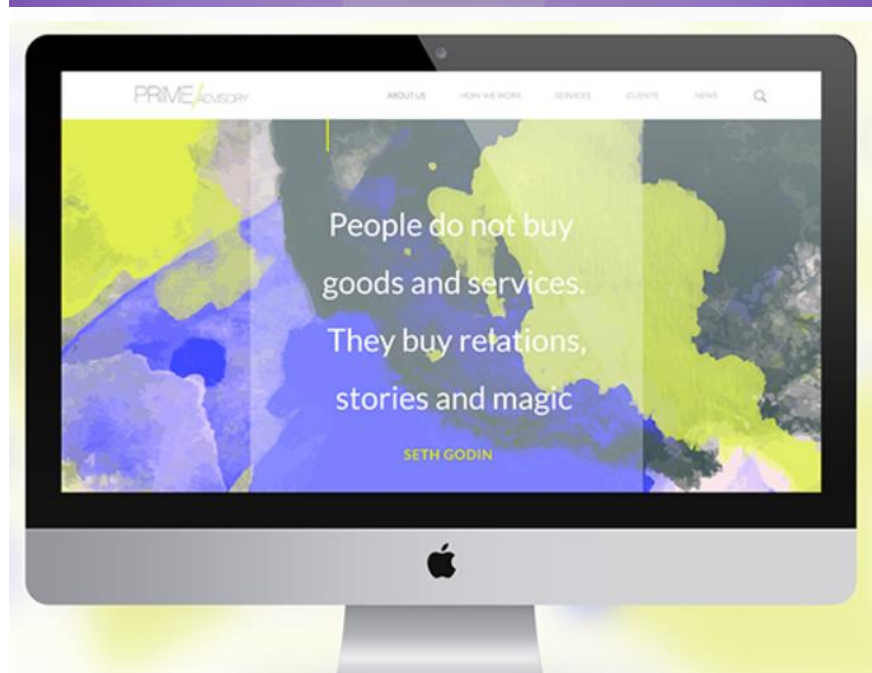 PRIME/ADVISORY
ABOUT US HOW WE WORK SERVICES CLIENTS NEWS
People do not buy
goods and services.
They buy relations,
stories and magic
SETH GODIN